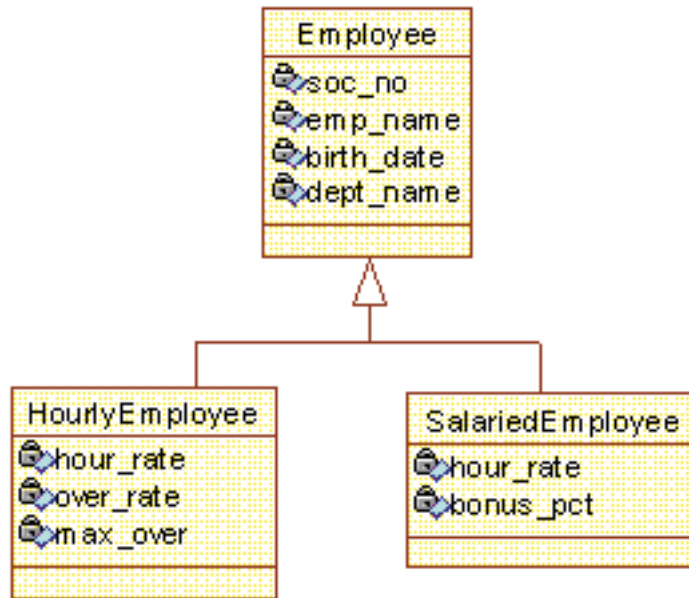 Employee
soc_no
emp_name
birth_date
dept_name
HourlyEmployee
hour_rate
over_rate
max_over
SalariedEmployee
hour_rate
bonus_pct